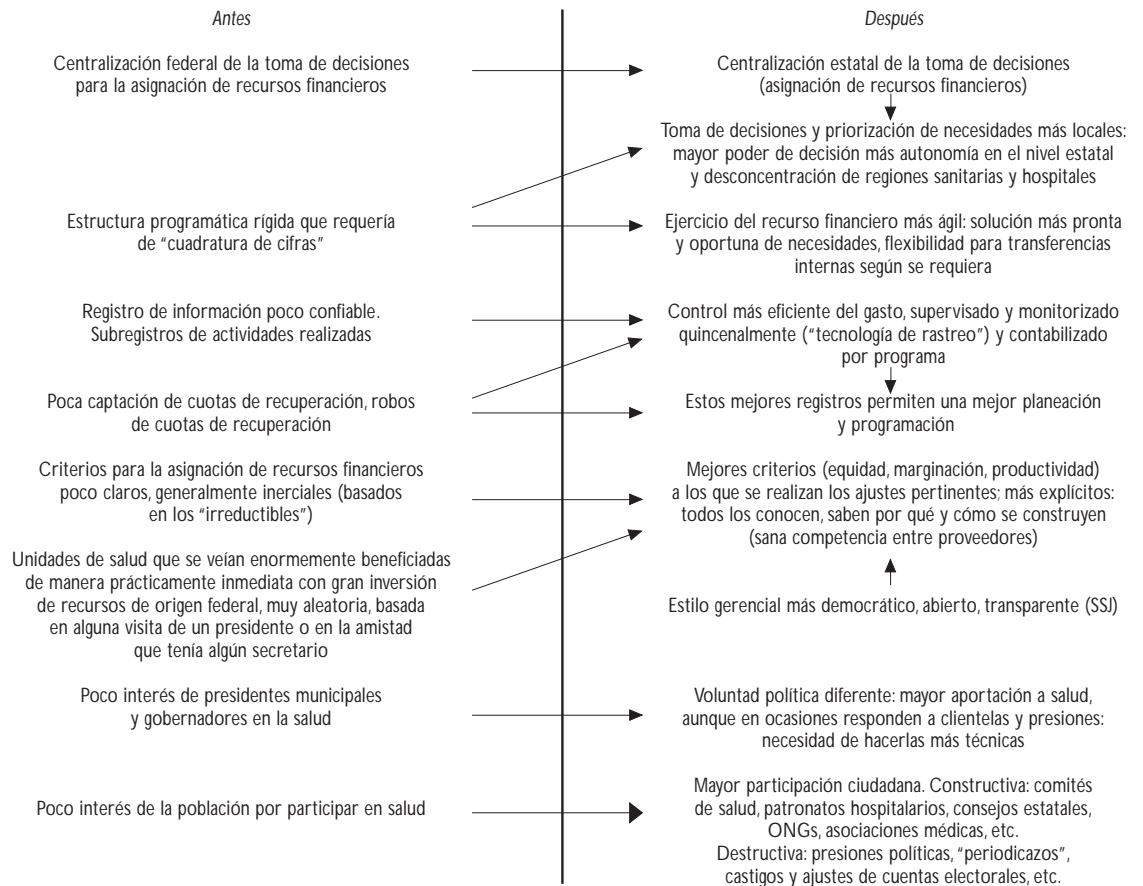 Antes
Centralización federal de la toma de decisiones
para la asignación de recursos financieros
Estructura programática rígida que requería
de “cuadratura de cifras”
Registro de información poco confiable.
Subregistros de actividades realizadas
Poca captación de cuotas de recuperación, robos
de cuotas de recuperación
Criterios para la asignación de recursos financieros
poco claros, generalmente inerciales (basados
en los “irreductibles”)
Unidades de salud que se veían enormemente beneficiadas
de manera prácticamente inmediata con gran inversión
de recursos de origen federal, muy aleatoria, basada
en alguna visita de un presidente o en la amistad
que tenía algún secretario
Poco interés de presidentes municipales
y gobernadores en la salud
Poco interés de la población por participar en salud
Después
Centralización estatal de la toma de decisiones
(asignación de recursos financieros)
Toma de decisiones y priorización de necesidades más locales:
mayor poder de decisión más autonomía en el nivel estatal
y desconcentración de regiones sanitarias y hospitales
Ejercicio del recurso financiero más ágil: solución más pronta
y oportuna de necesidades, flexibilidad para transferencias
internas según se requiera
Control más eficiente del gasto, supervisado y monitorizado
quincenalmente (“tecnología de rastreo”) y contabilizado
por programa
Estos mejores registros permiten una mejor planeación
y programación
Mejores criterios (equidad, marginación, productividad)
a los que se realizan los ajustes pertinentes; más explícitos:
todos los conocen, saben por qué y cómo se construyen
(sana competencia entre proveedores)
Estilo gerencial más democrático, abierto, transparente (SSJ)
Voluntad política diferente: mayor aportación a salud,
aunque en ocasiones responden a clientelas y presiones:
necesidad de hacerlas más técnicas
Mayor participación ciudadana. Constructiva: comités
de salud, patronatos hospitalarios, consejos estatales,
ONGs, asociaciones médicas, etc.
Destructiva: presiones políticas, “periodicazos”,
castigos y ajustes de cuentas electorales, etc.